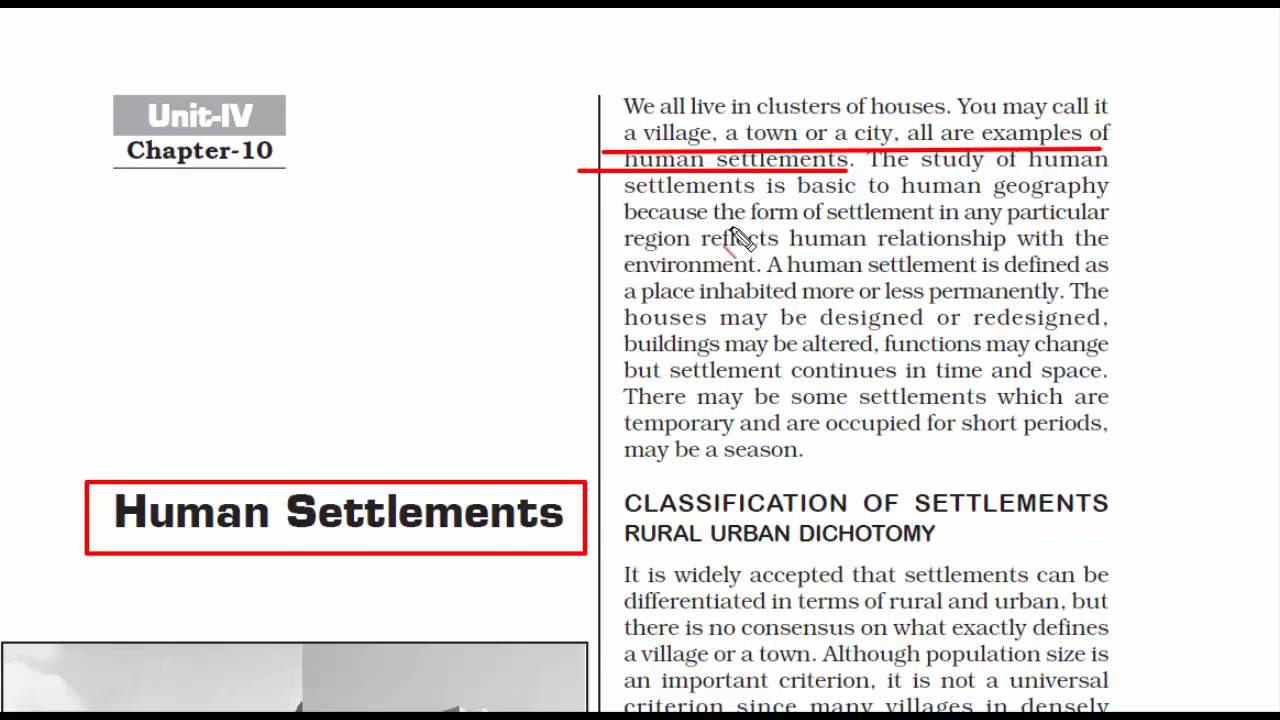 Unit-IV
Chapter-10
Human Settlements
We all live in clusters of houses. You may call it
a village, a town or a city, all are examples of
human settlements. The study of human
settlements is basic to human geography
because the form of settlement in any particular
region reflects human relationship with the
environment. A human settlement is defined as
a place inhabited more or less permanently. The
houses may be designed or redesigned,
buildings may be altered, functions may change
but settlement continues in time and space.
There may be some settlements which are
temporary and are occupied for short periods,
may be a season.
CLASSIFICATION OF SETTLEMENTS
RURAL URBAN DICHOTOMY
It is widely accepted that settlements can be
differentiated in terms of rural and urban, but
there is no consensus on what exactly defines
a village or a town. Although population size is
an important criterion, it is not a universal
criterion since many villages in densely